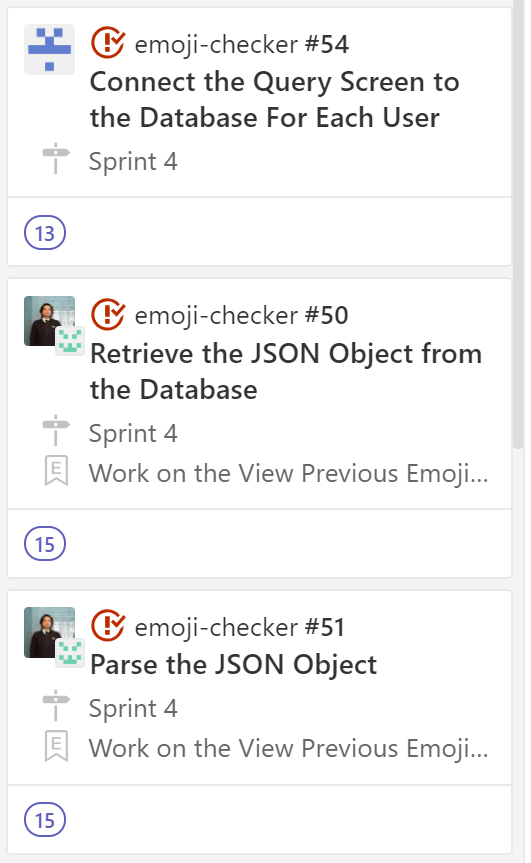 emoji-checker #54
Connect the Query Screen to
the Database For Each User
Sprint 4
13
emoji-checker #50
Retrieve the JSON Object from
the Database
Sprint 4
E
Work on the View Previous Emoji...
15
emoji-checker #51
Parse the JSON Object
Sprint 4
E
Work on the View Previous Emoji...
15